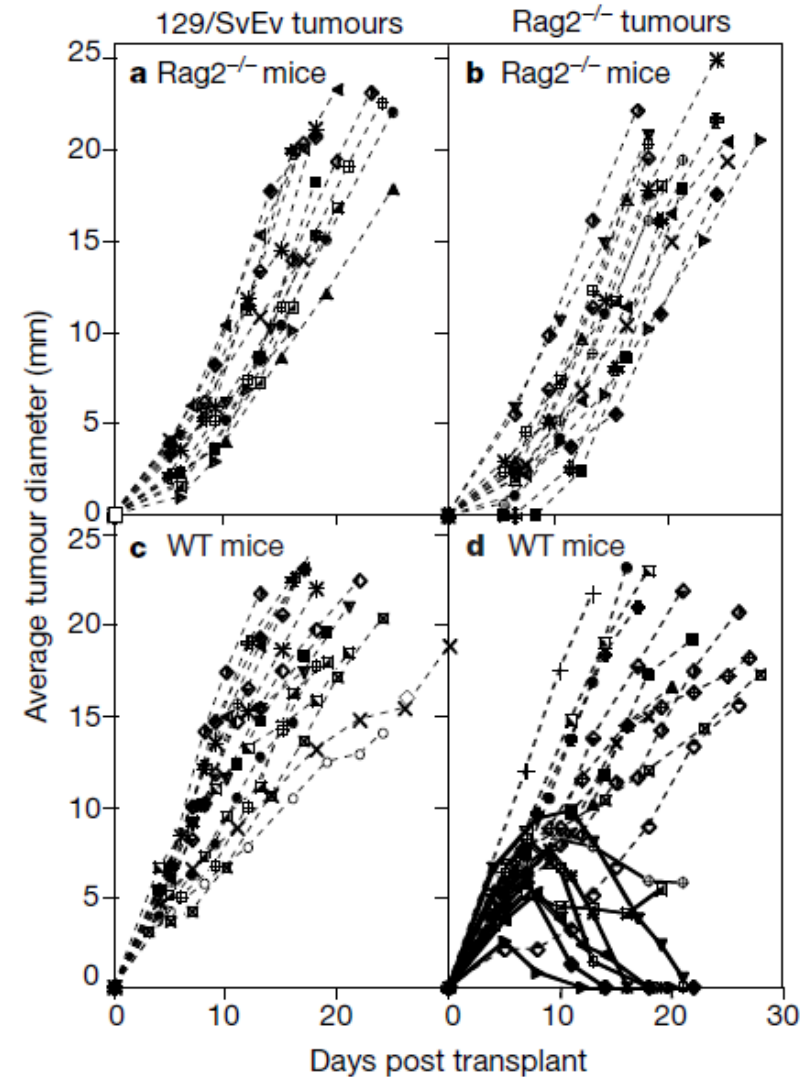 129/SvEv tumours
Rag2⁻/⁻ tumours
a Rag2⁻/⁻ mice
b Rag2⁻/⁻ mice
25
20
15
10
5
0
c WT mice
d WT mice
25
20
15
10
5
0
0
10
20
0
10
20
30
Average tumour diameter (mm)
Days post transplant